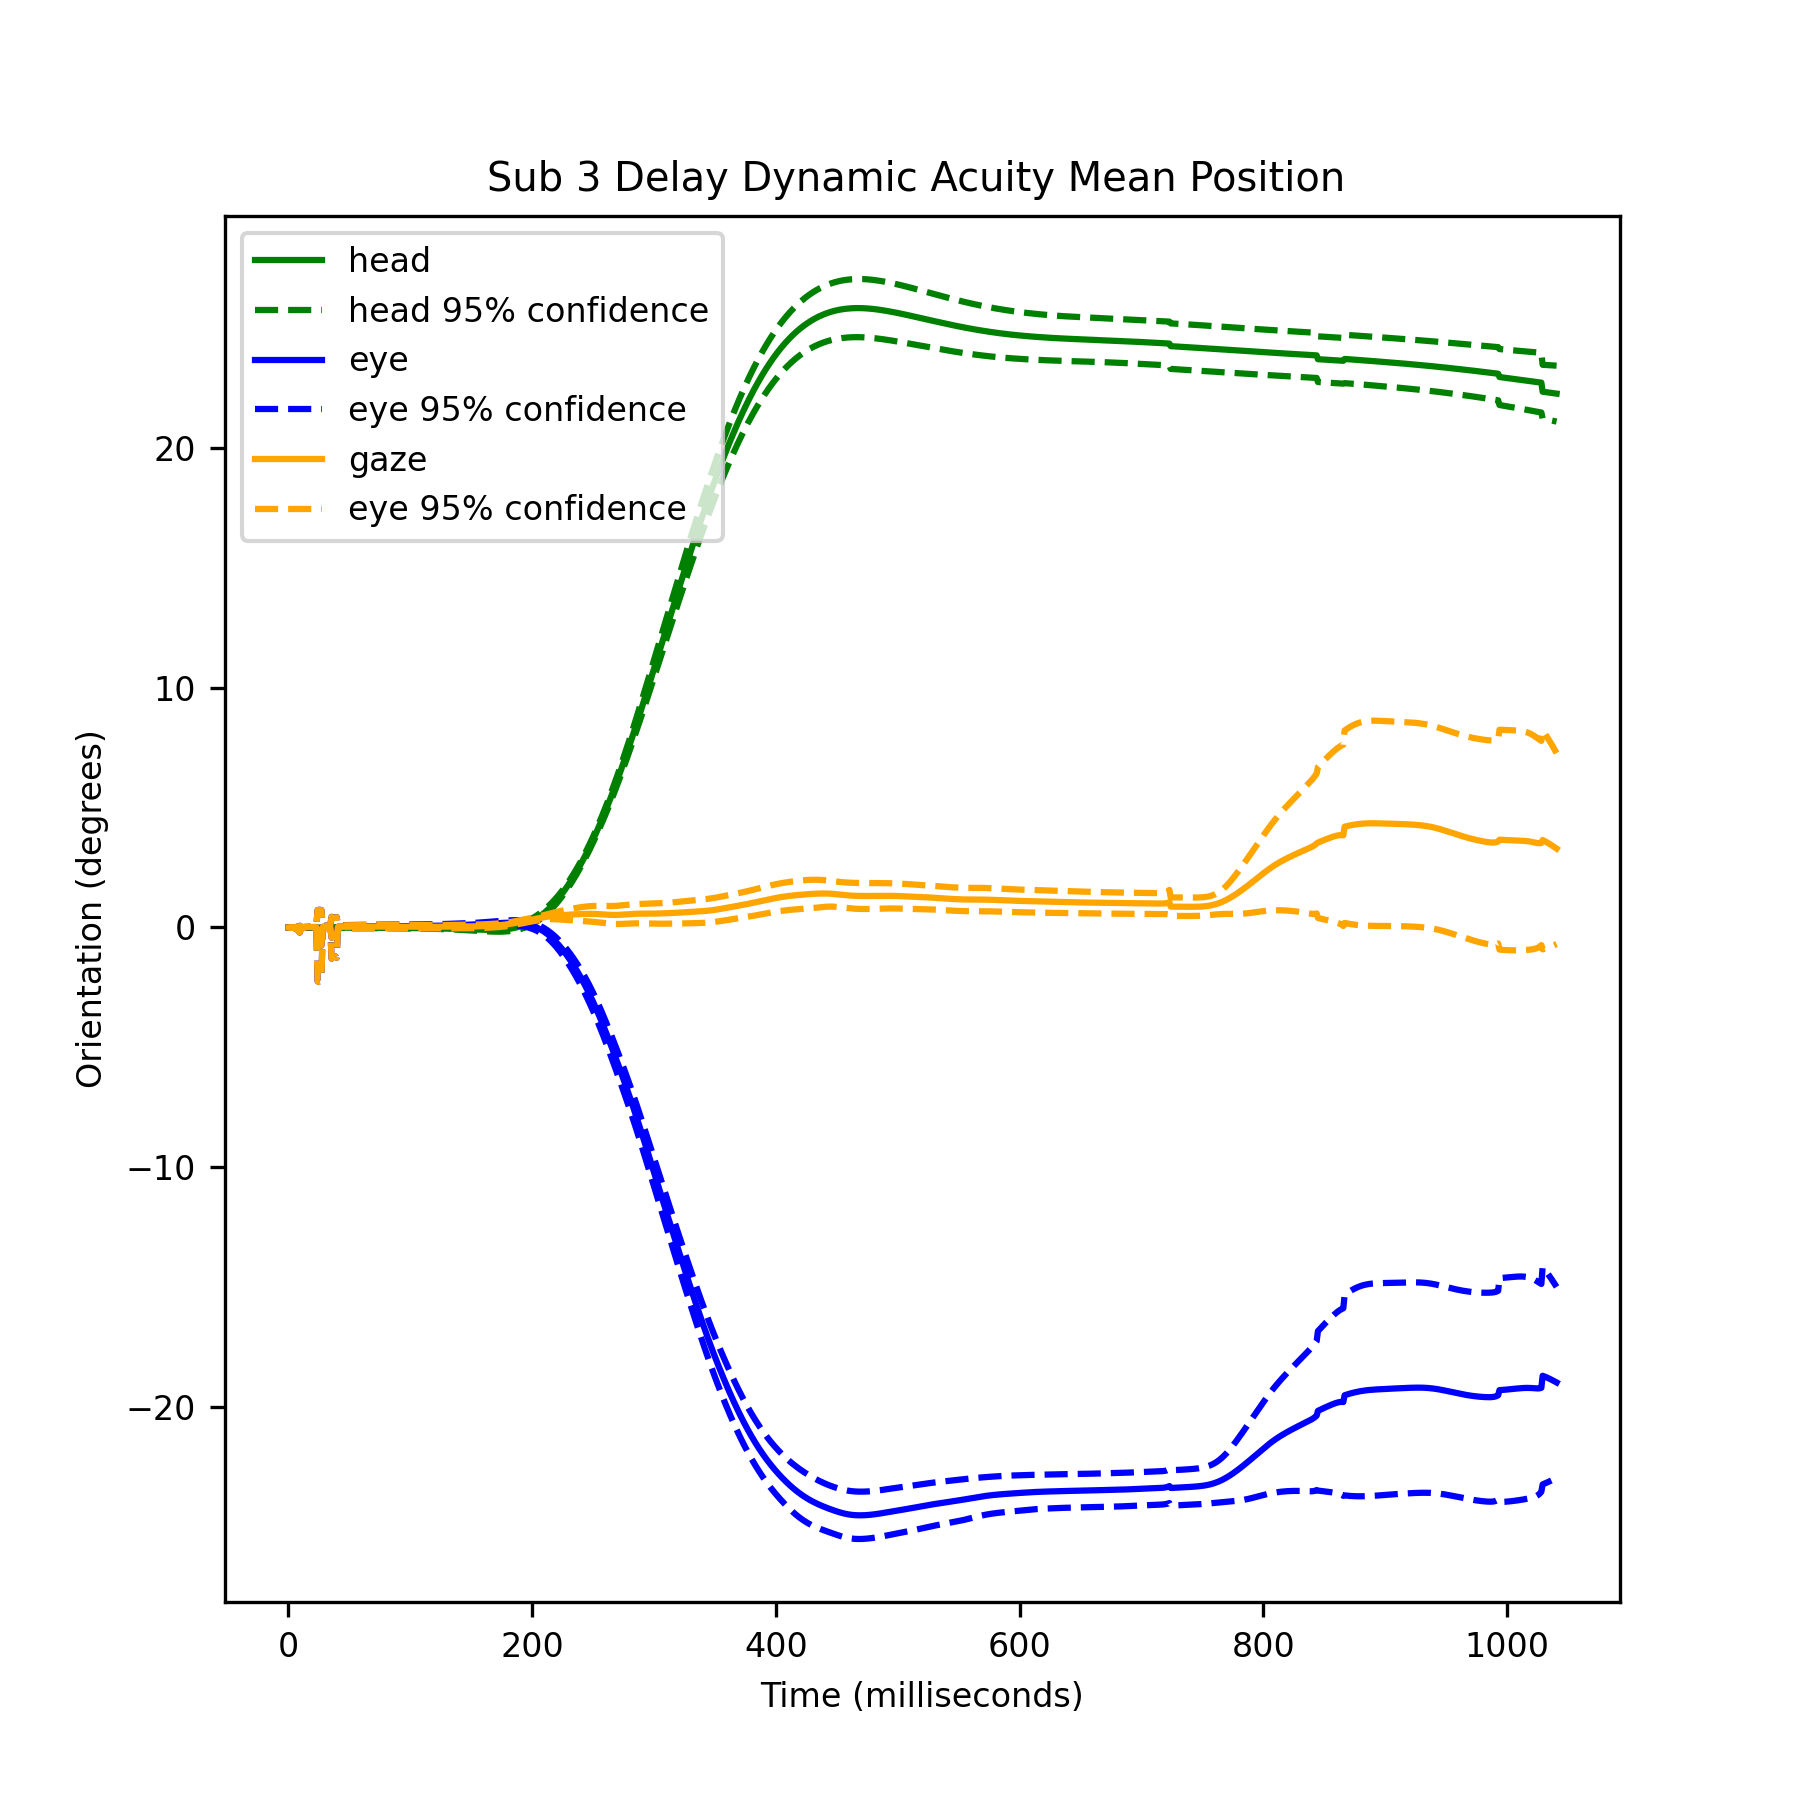 Sub 3 Delay Dynamic Acuity Mean Position
head
head 95% confidence
eye
eye 95% confidence
gaze
eye 95% confidence
20
10
0
−10
−20
Orientation (degrees)
0 200 400 600 800 1000
Time (milliseconds)